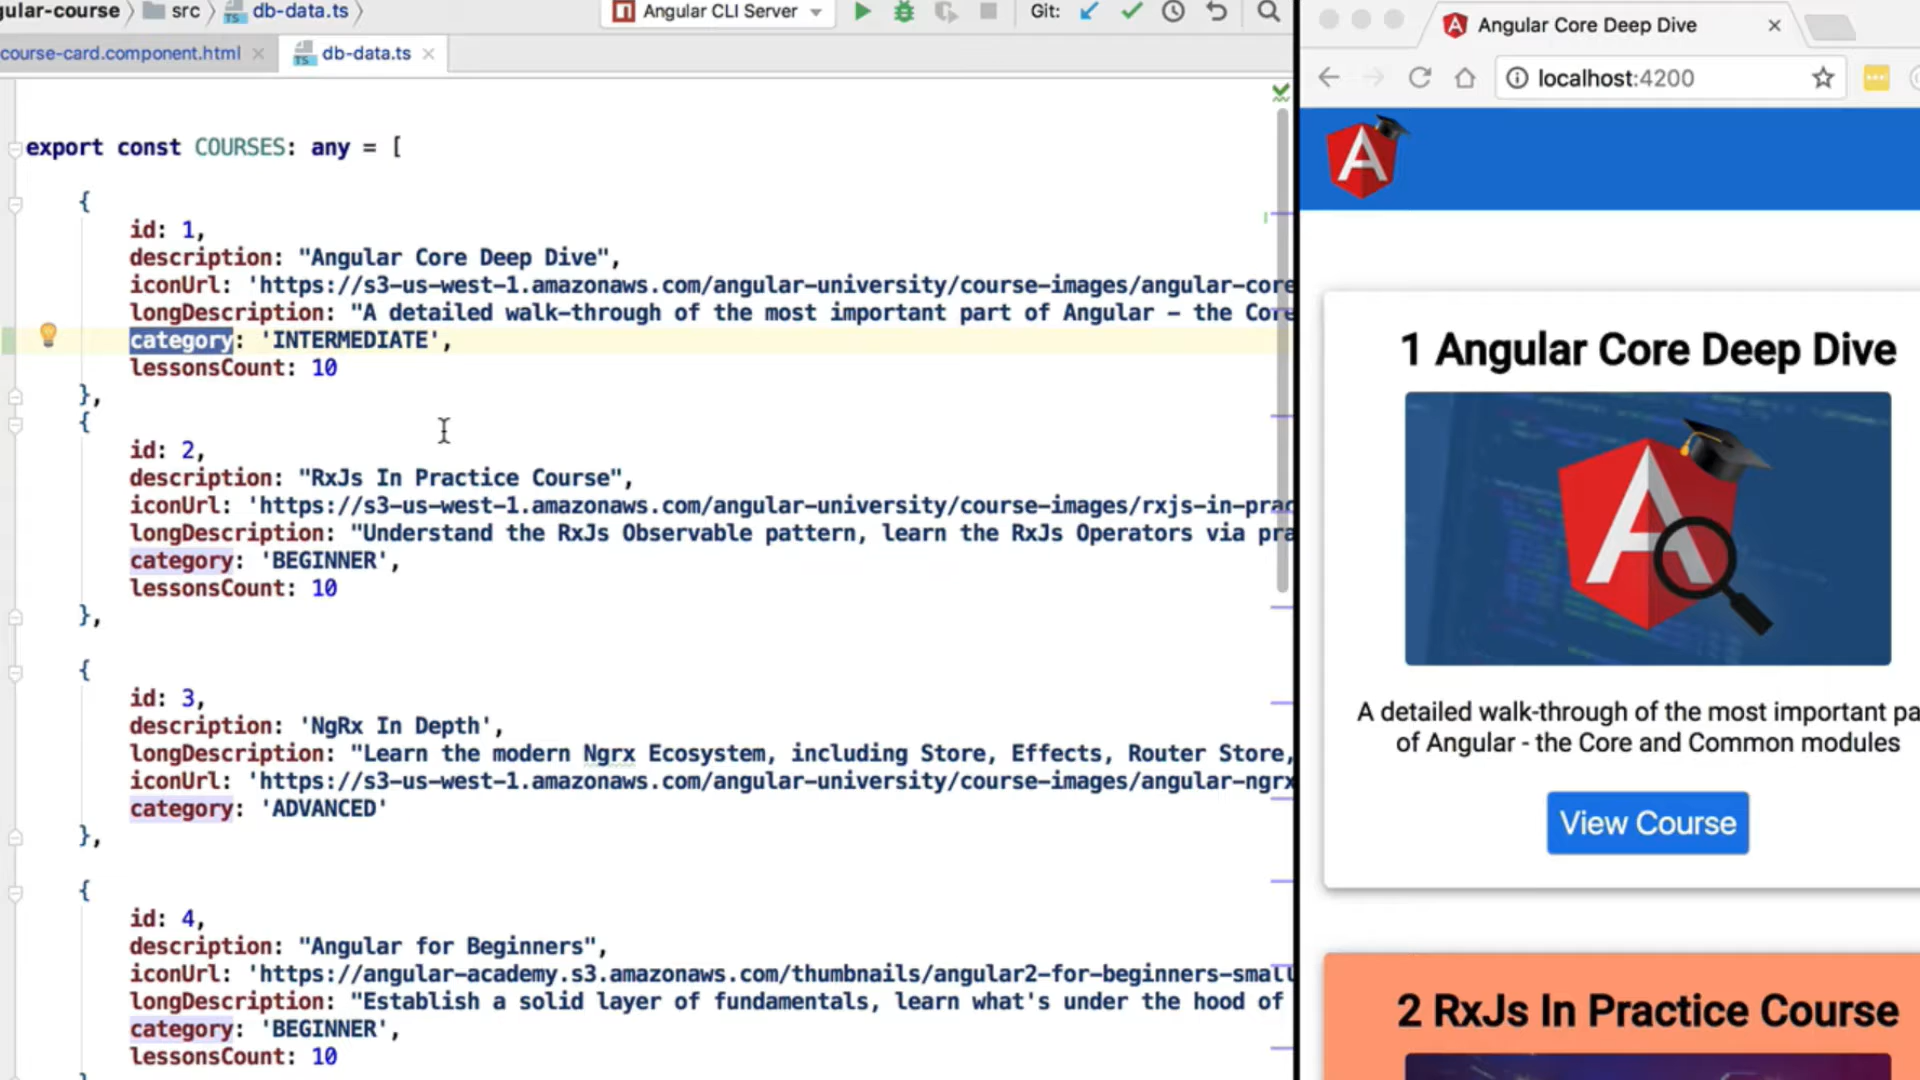 gular-course
src
db-data.ts
Angular CLI Server
Git:
course-card.component.html
db-data.ts
export const COURSES: any = [
{
id: 1,
description: "Angular Core Deep Dive",
iconUrl: 'https://s3-us-west-1.amazonaws.com/angular-university/course-images/angular-core
longDescription: "A detailed walk-through of the most important part of Angular - the Core
category: 'INTERMEDIATE',
lessonsCount: 10
},
{
id: 2,
description: "RxJs In Practice Course",
iconUrl: 'https://s3-us-west-1.amazonaws.com/angular-university/course-images/rxjs-in-prac
longDescription: "Understand the RxJs Observable pattern, learn the RxJs Operators via pra
category: 'BEGINNER',
lessonsCount: 10
},
{
id: 3,
description: 'NgRx In Depth',
longDescription: "Learn the modern Ngrx Ecosystem, including Store, Effects, Router Store,
iconUrl: 'https://s3-us-west-1.amazonaws.com/angular-university/course-images/angular-ngrx
category: 'ADVANCED'
},
{
id: 4,
description: "Angular for Beginners",
iconUrl: 'https://angular-academy.s3.amazonaws.com/thumbnails/angular2-for-beginners-small
longDescription: "Establish a solid layer of fundamentals, learn what's under the hood of
category: 'BEGINNER',
lessonsCount: 10
Angular Core Deep Dive
localhost:4200
1 Angular Core Deep Dive
A detailed walk-through of the most important pa
of Angular - the Core and Common modules
View Course
2 RxJs In Practice Course